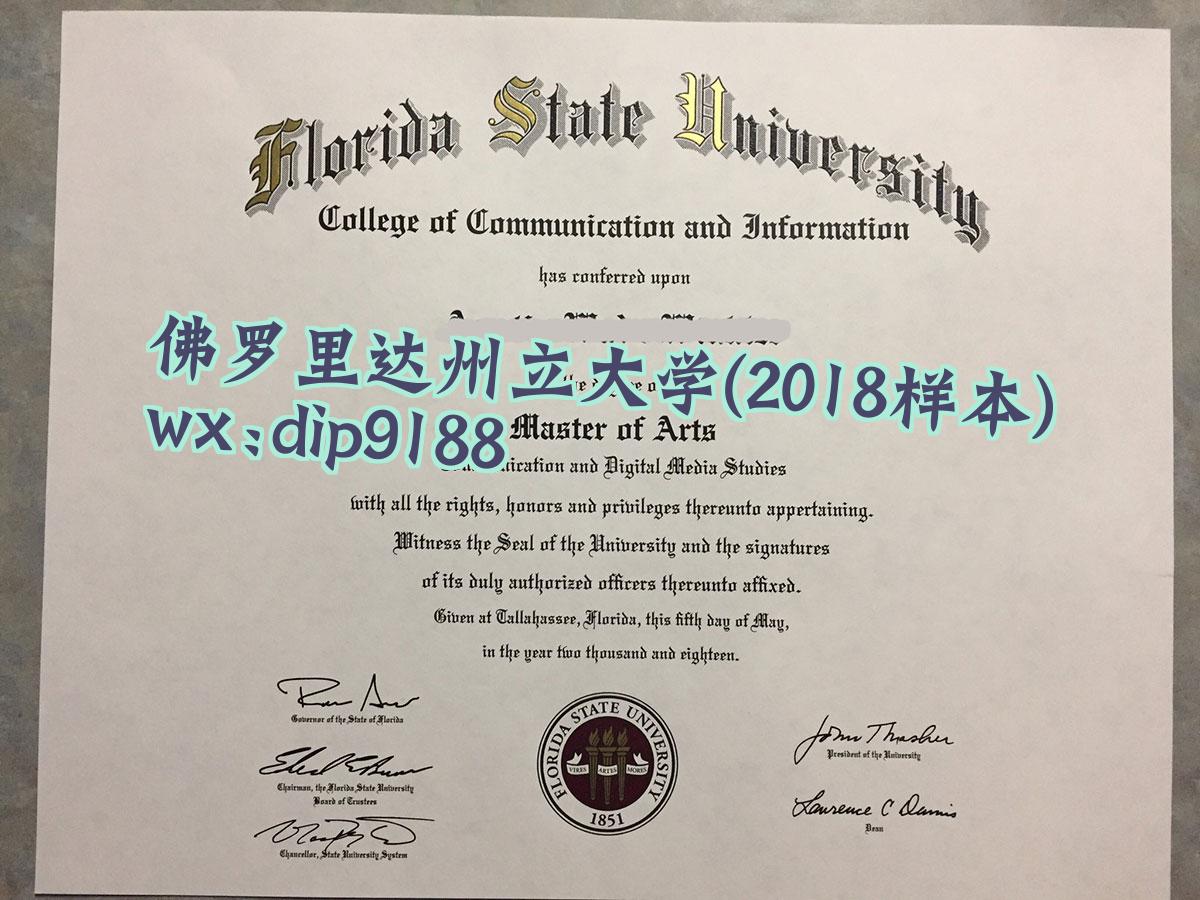 Florida State University
College of Communication and Information
has conferred upon
佛罗里达州立大学(2018样本)
wx:dip9188
Master of Arts
and Digital Media Studies
with all the rights, honors and privileges thereunto appertaining.
Witness the Seal of the University and the signatures
of its duly authorized officers thereunto affixed.
Given at Tallahassee, Florida, this fifth day of May,
in the year two thousand and eighteen.
Governor of the State of Florida
Chairman, the Florida State University
Board of Trustees
Chancellor, State University System
FLORIDA STATE UNIVERSITY
VIRES ARTES MORES
1851
John Thrasher
President of the University
Dean